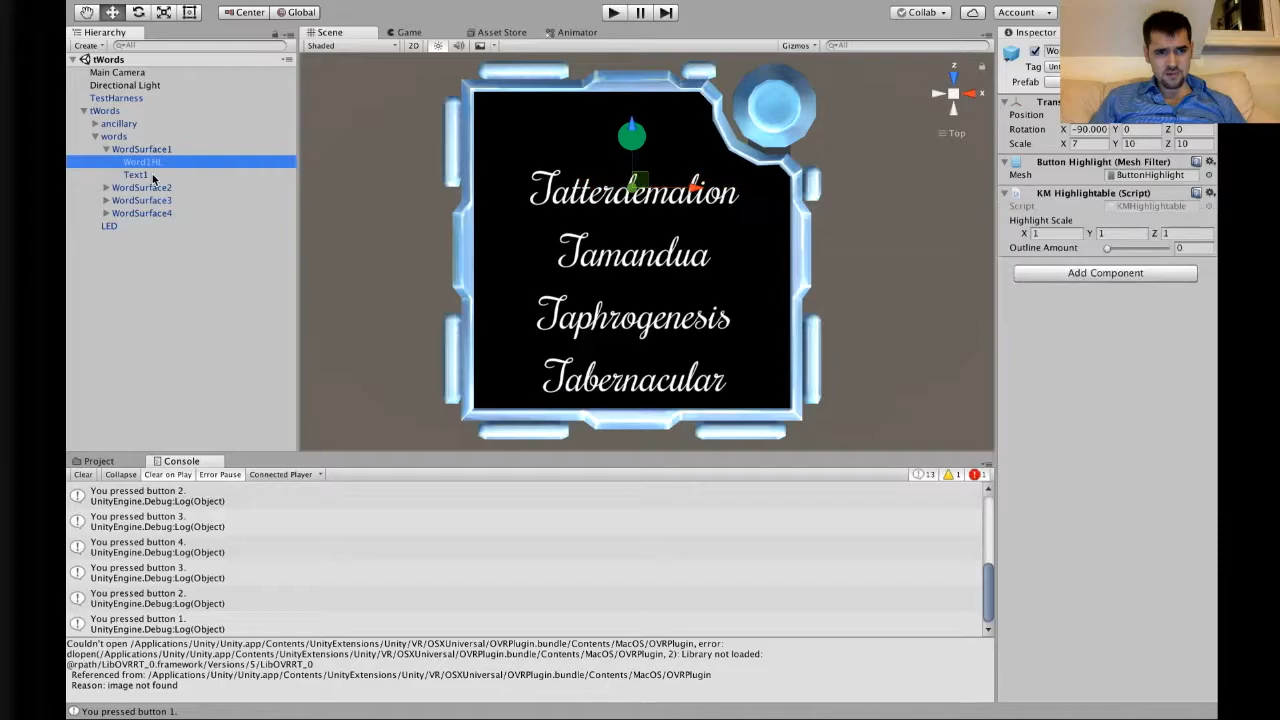 Center
Global
Collab
Account
Hierarchy
Scene
Game
Asset Store
Animator
Inspector
Create
All
Shaded
2D
Gizmos
All
Tag
Prefab
tWords
Main Camera
Directional Light
TestHarness
tWords
ancillary
words
WordSurface1
Word1HL
Text1
WordSurface2
WordSurface3
WordSurface4
LED
z
x
Top
Tatterdemalion
Tamandua
Taphrogenesis
Tabernacular
Position
Rotation X -90.000 Y 0 Z 0
Scale X 7 Y 10 Z 10
Button Highlight (Mesh Filter)
Mesh ButtonHighlight
KM Highlightable (Script)
Script KMHighlightable
Highlight Scale
X 1 Y 1 Z 1
Outline Amount 0
Add Component
Project
Console
Clear Collapse Clear on Play Error Pause Connected Player 13 1 1
You pressed button 2.
UnityEngine.Debug:Log(Object)
You pressed button 3.
UnityEngine.Debug:Log(Object)
You pressed button 4.
UnityEngine.Debug:Log(Object)
You pressed button 3.
UnityEngine.Debug:Log(Object)
You pressed button 2.
UnityEngine.Debug:Log(Object)
You pressed button 1.
UnityEngine.Debug:Log(Object)
Couldn't open /Applications/Unity/Unity.app/Contents/UnityExtensions/Unity/VR/OSXUniversal/OVRPlugin.bundle/Contents/MacOS/OVRPlugin, error:
dlopen(/Applications/Unity/Unity.app/Contents/UnityExtensions/Unity/VR/OSXUniversal/OVRPlugin.bundle/Contents/MacOS/OVRPlugin, 2): Library not loaded:
@rpath/LibOVRRT_0.framework/Versions/5/LibOVRRT_0
Referenced from: /Applications/Unity/Unity.app/Contents/UnityExtensions/Unity/VR/OSXUniversal/OVRPlugin.bundle/Contents/MacOS/OVRPlugin
Reason: image not found
You pressed button 1.